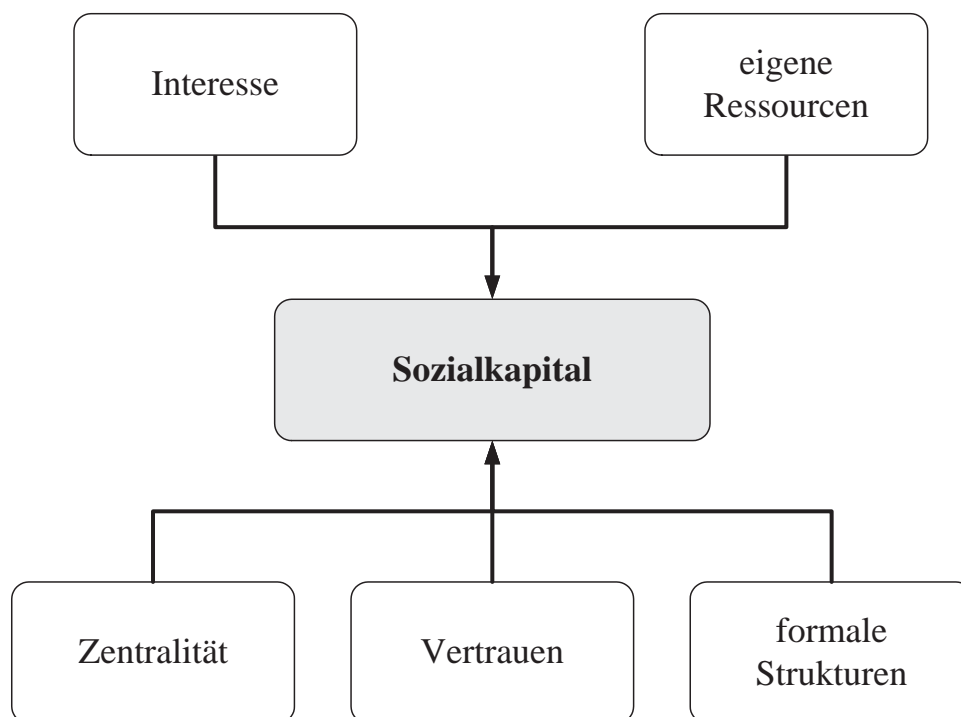 Interesse
eigene
Ressourcen
Sozialkapital
Zentralität
Vertrauen
formale
Strukturen